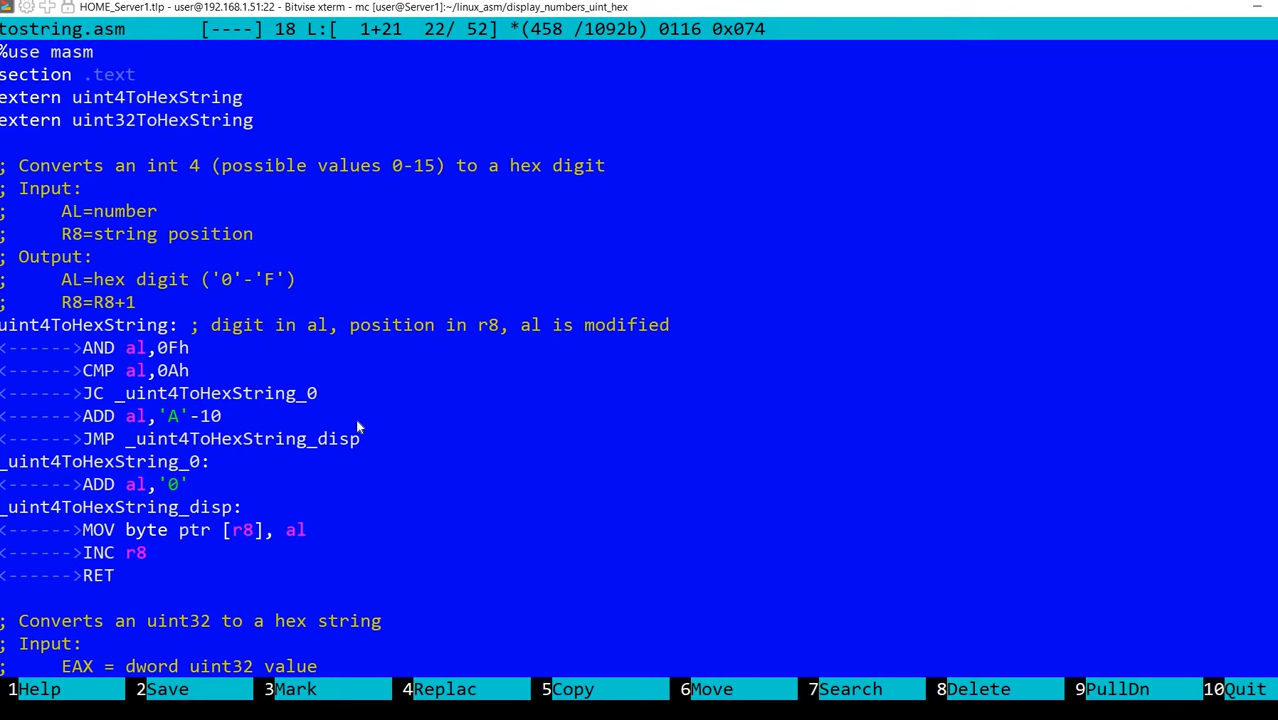 HOME_Server1.tlp - user@192.168.1.51:22 - Bitvise xterm - mc [user@Server1]:~/linux_asm/display_numbers_uint_hex
tostring.asm [----] 18 L:[ 1+21 22/ 52] *(458 /1092b) 0116 0x074
%use masm
section .text
extern uint4ToHexString
extern uint32ToHexString
; Converts an int 4 (possible values 0-15) to a hex digit
; Input:
; AL=number
; R8=string position
; Output:
; AL=hex digit ('0'-'F')
; R8=R8+1
uint4ToHexString: ; digit in al, position in r8, al is modified
<------>AND al,0Fh
<------>CMP al,0Ah
<------>JC _uint4ToHexString_0
<------>ADD al,'A'-10
<------>JMP _uint4ToHexString_disp
_uint4ToHexString_0:
<------>ADD al,'0'
_uint4ToHexString_disp:
<------>MOV byte ptr [r8], al
<------>INC r8
<------>RET
; Converts an uint32 to a hex string
; Input:
; EAX = dword uint32 value
1Help 2Save 3Mark 4Replac 5Copy 6Move 7Search 8Delete 9PullDn 10Quit